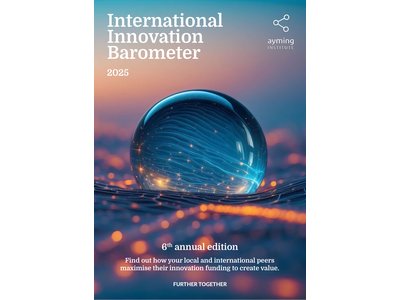 International
Innovation
Barometer
2025
ayming
INSTITUTE
6th annual edition
Find out how your local and international peers
maximise their innovation funding to create value.
FURTHER TOGETHER